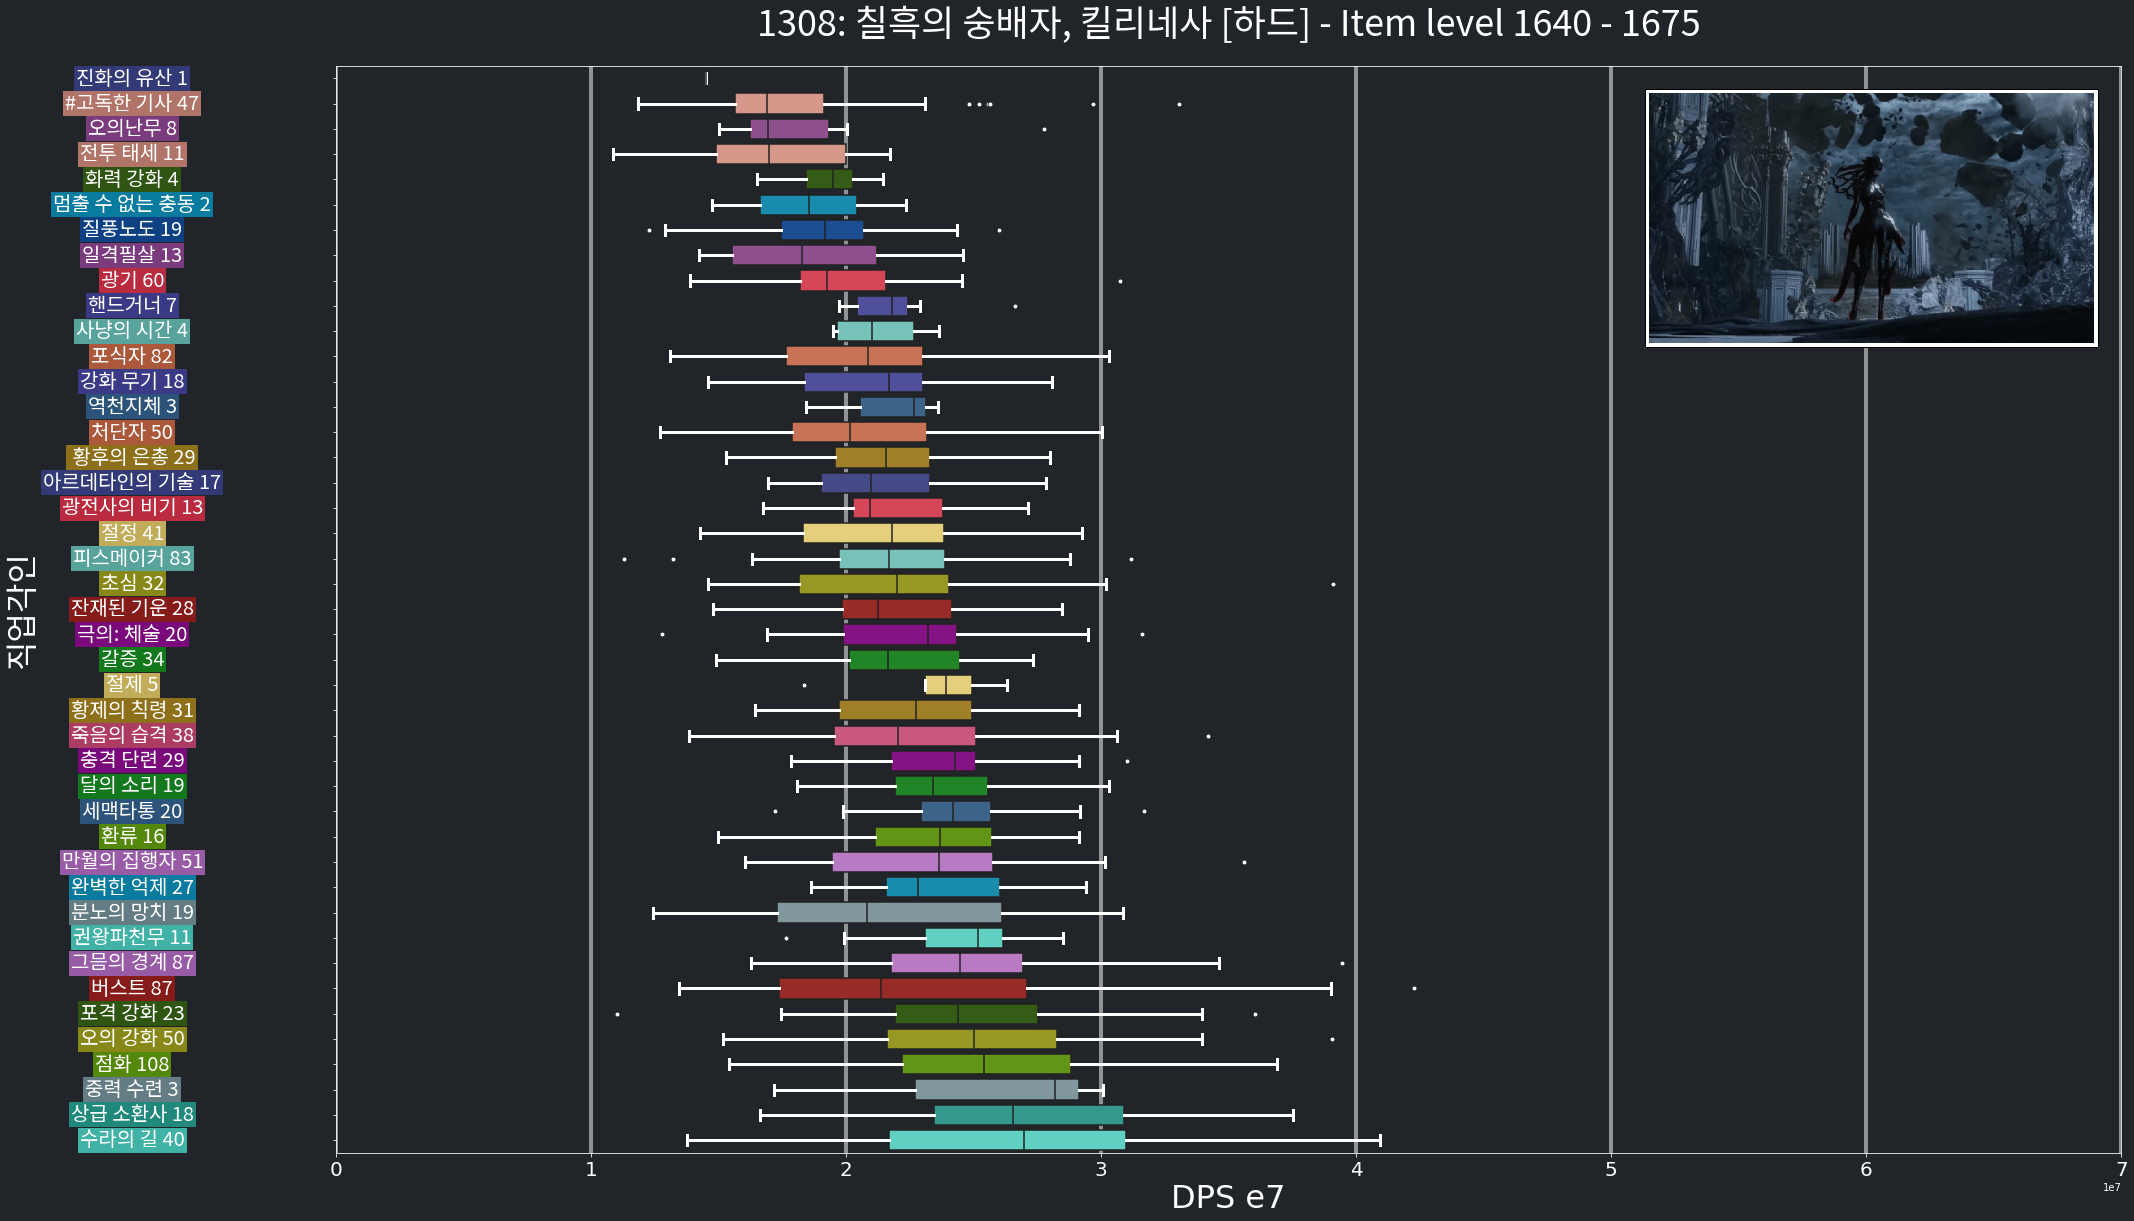 1308: 칠흑의 숭배자, 킬리네사 [하드] - Item level 1640 - 1675
진화의 유산 1
#고독한 기사 47
오의난무 8
전투 태세 11
화력 강화 4
멈출 수 없는 충동 2
질풍노도 19
일격필살 13
광기 60
핸드거너 7
사냥의 시간 4
포식자 82
강화 무기 18
역천지체 3
처단자 50
황후의 은총 29
아르데타인의 기술 17
광전사의 비기 13
절정 41
피스메이커 83
초심 32
잔재된 기운 28
극의: 체술 20
갈증 34
절제 5
황제의 칙령 31
죽음의 습격 38
충격 단련 29
달의 소리 19
세맥타통 20
환류 16
만월의 집행자 51
완벽한 억제 27
분노의 망치 19
권왕파천무 11
그믐의 경계 87
버스트 87
포격 강화 23
오의 강화 50
점화 108
중력 수련 3
상급 소환사 18
수라의 길 40
직업각인
0 1 2 3 4 5 6 7
1e7
DPS e7